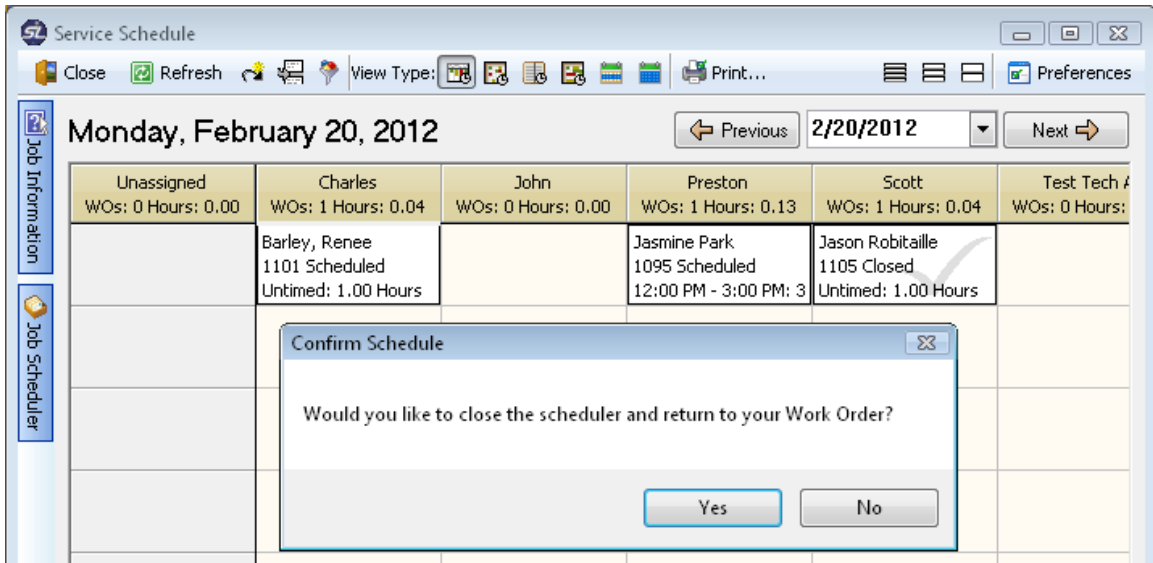 Service Schedule
Close Refresh View Type: Print... Preferences
Job Information
Job Scheduler
Monday, February 20, 2012
Previous 2/20/2012 Next
Unassigned Charles John Preston Scott Test Tech
WOs: 0 Hours: 0.00 WOs: 1 Hours: 0.04 WOs: 0 Hours: 0.00 WOs: 1 Hours: 0.13 WOs: 1 Hours: 0.04 WOs: 0 Hours:
Barley, Renee Jasmine Park Jason Robitaille
1101 Scheduled 1095 Scheduled 1105 Closed
Untimed: 1.00 Hours 12:00 PM - 3:00 PM: 3 Untimed: 1.00 Hours
Confirm Schedule
Would you like to close the scheduler and return to your Work Order?
Yes No